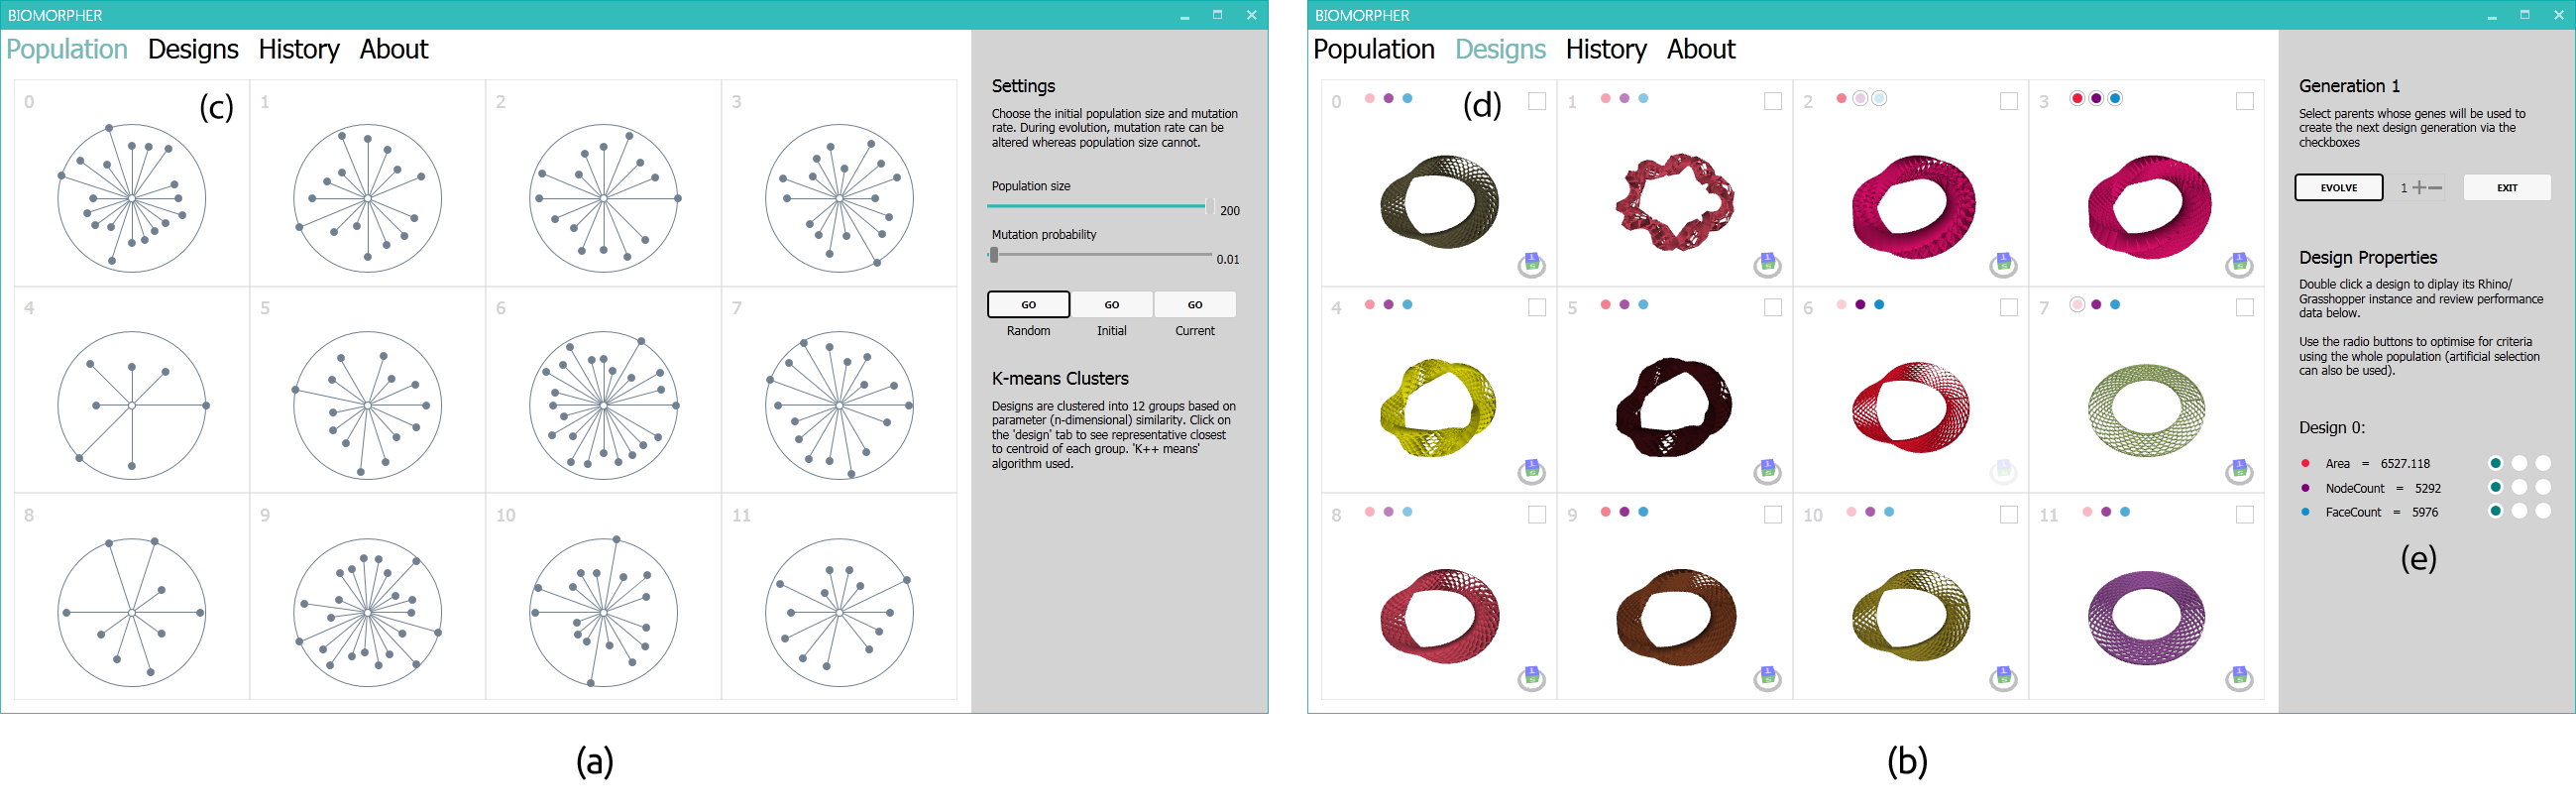 BIOMORPHER
Population Designs History About
0 (c) 1 2 3
4 5 6 7
8 9 10 11
Settings
Choose the initial population size and mutation
rate. During evolution, mutation rate can be
altered whereas population size cannot.
Population size
200
Mutation probability
0.01
GO GO GO
Random Initial Current
K-means Clusters
Designs are clustered into 12 groups based on
parameter (n-dimensional) similarity. Click on
the 'design' tab to see representative closest
to centroid of each group. 'K++ means'
algorithm used.
(a)
BIOMORPHER
Population Designs History About
0 (d) 1 2 3
4 5 6 7
8 9 10 11
Generation 1
Select parents whose genes will be used to
create the next design generation via the
checkboxes
EVOLVE 1 + − EXIT
Design Properties
Double click a design to diplay its Rhino/
Grasshopper instance and review performance
data below.
Use the radio buttons to optimise for criteria
using the whole population (artificial selection
can also be used).
Design 0:
Area = 6527.118
NodeCount = 5292
FaceCount = 5976
(e)
(b)